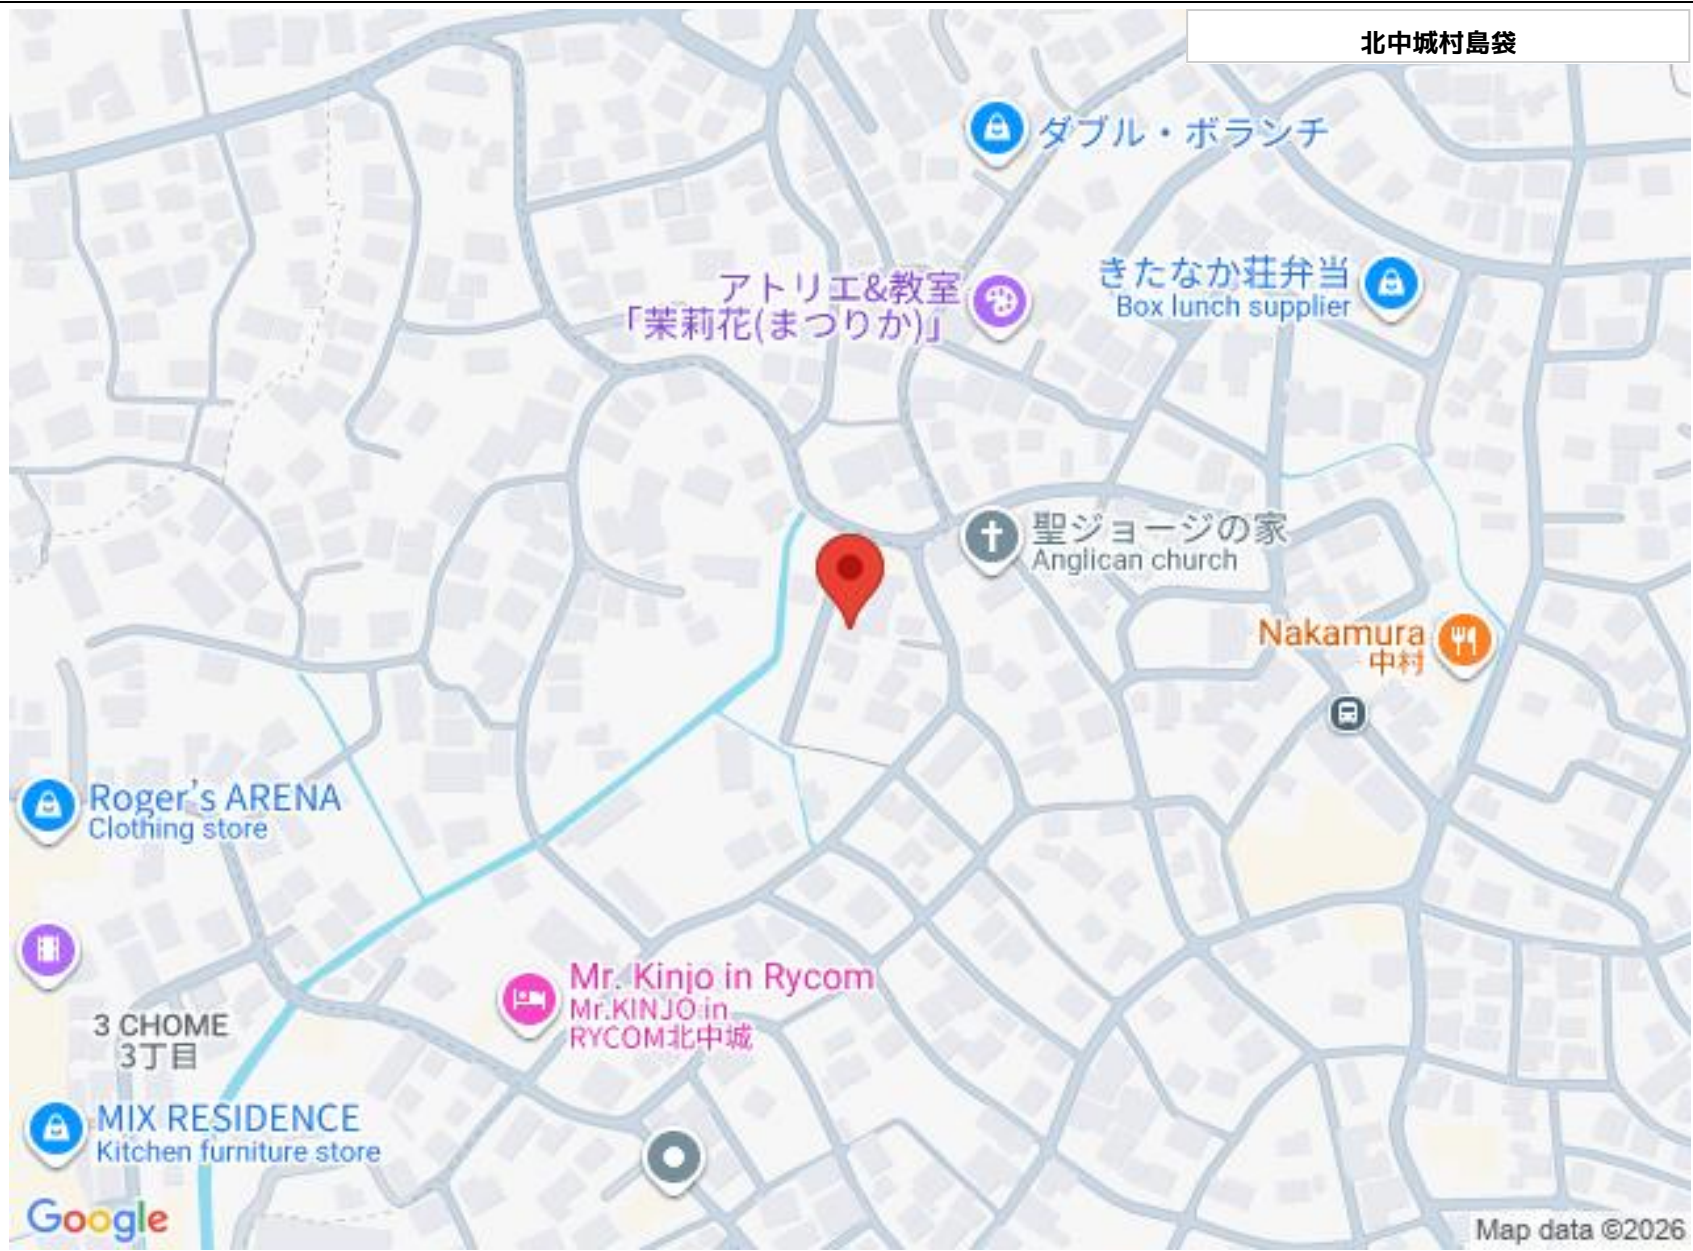 北中城村島袋
ダブル・ボランチ
アトリエ&教室
「茉莉花(まつりか)」
きたなか荘弁当
Box lunch supplier
聖ジョージの家
Anglican church
Nakamura
中村
Roger's ARENA
Clothing store
Mr. Kinjo in Rycom
Mr.KINJO in
RYCOM北中城
3 CHOME
3丁目
MIX RESIDENCE
Kitchen furniture store
Google
Map data ©2026